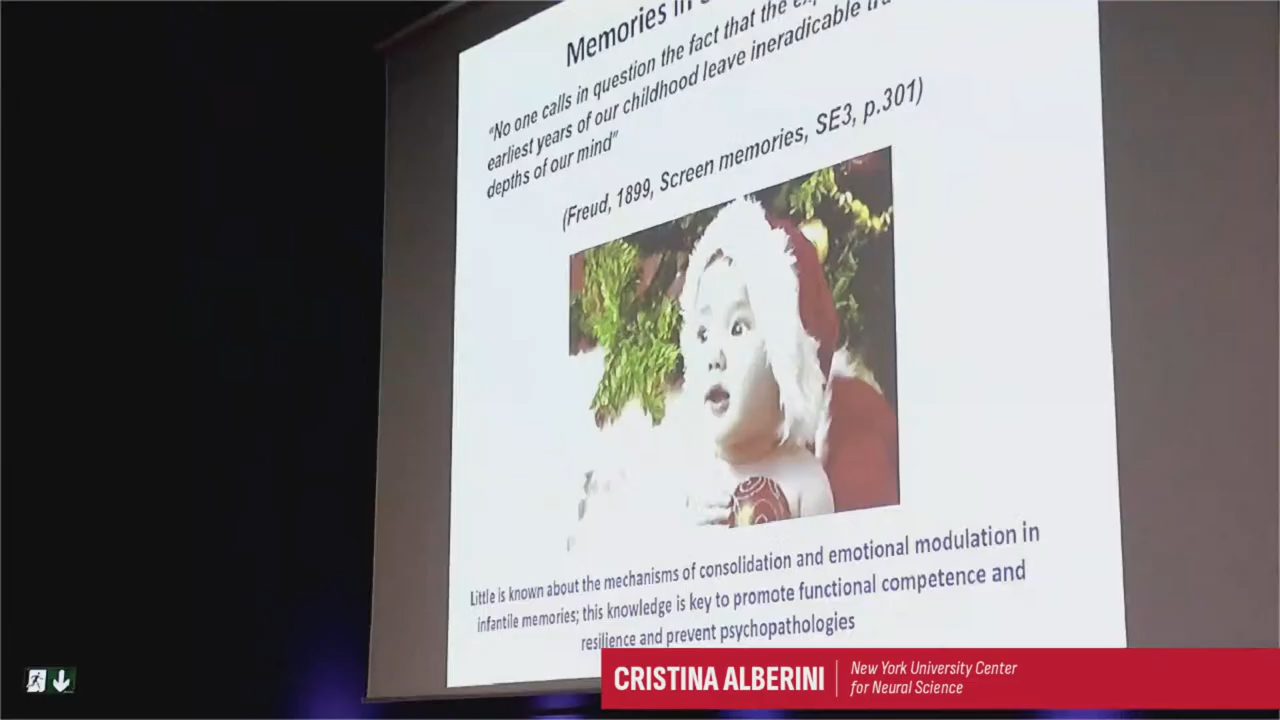 Memories in
"No one calls in question the fact that the
earliest years of our childhood leave ineradicable
depths of our mind"
(Freud, 1899, Screen memories, SE3, p.301)
Little is known about the mechanisms of consolidation and emotional modulation in
infantile memories; this knowledge is key to promote functional competence and
resilience and prevent psychopathologies
CRISTINA ALBERINI
New York University Center
for Neural Science